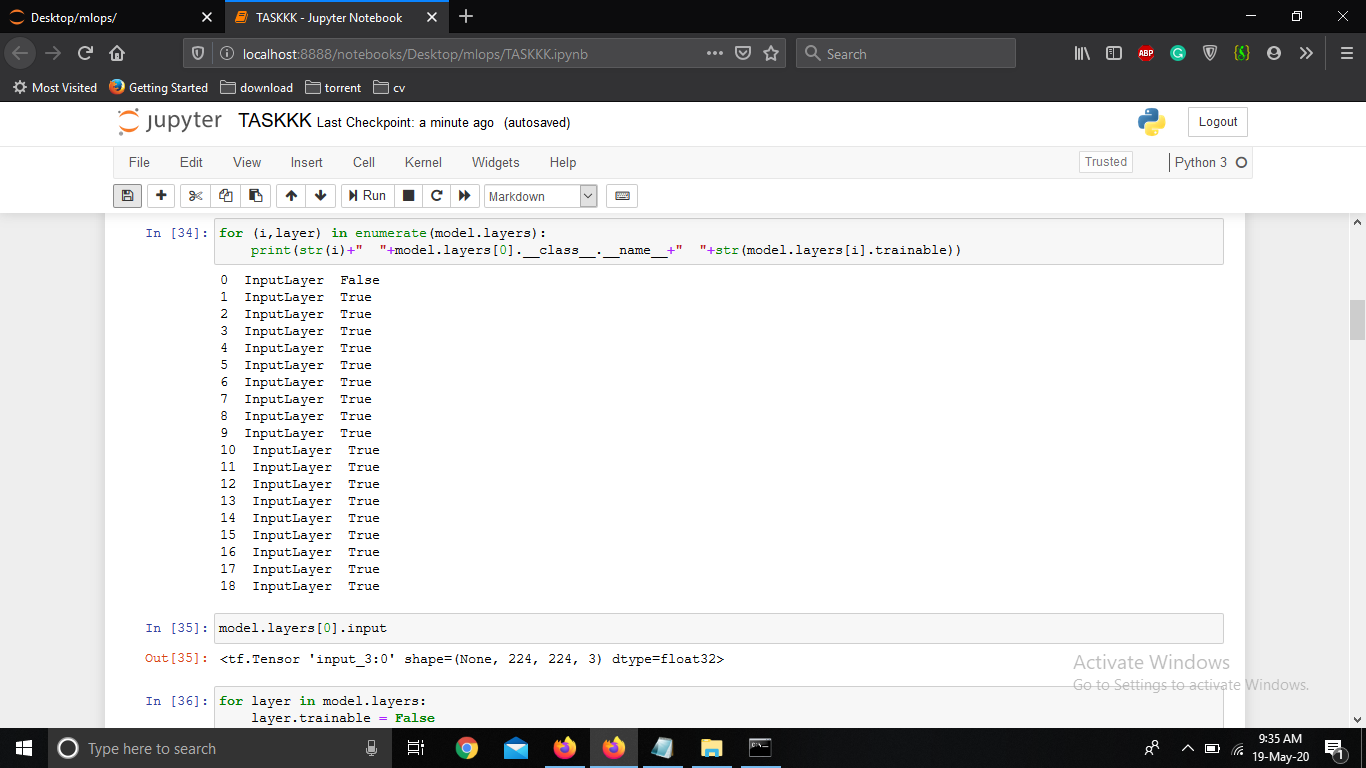 Desktop/mlops/
TASKKK - Jupyter Notebook
localhost:8888/notebooks/Desktop/mlops/TASKKK.ipynb
Search
ABP
Most Visited
Getting Started
download
torrent
cv
jupyter
TASKKK Last Checkpoint: a minute ago (autosaved)
Logout
File Edit View Insert Cell Kernel Widgets Help
Trusted
Python 3
Run
Markdown
In [34]: for (i,layer) in enumerate(model.layers):
print(str(i)+"  "+model.layers[0].__class__.__name__+"  "+str(model.layers[i].trainable))
0  InputLayer  False
1  InputLayer  True
2  InputLayer  True
3  InputLayer  True
4  InputLayer  True
5  InputLayer  True
6  InputLayer  True
7  InputLayer  True
8  InputLayer  True
9  InputLayer  True
10  InputLayer  True
11  InputLayer  True
12  InputLayer  True
13  InputLayer  True
14  InputLayer  True
15  InputLayer  True
16  InputLayer  True
17  InputLayer  True
18  InputLayer  True
In [35]: model.layers[0].input
Out[35]: <tf.Tensor 'input_3:0' shape=(None, 224, 224, 3) dtype=float32>
In [36]: for layer in model.layers:
layer.trainable = False
Activate Windows
Go to Settings to activate Windows.
Type here to search
9:35 AM
19-May-20
1